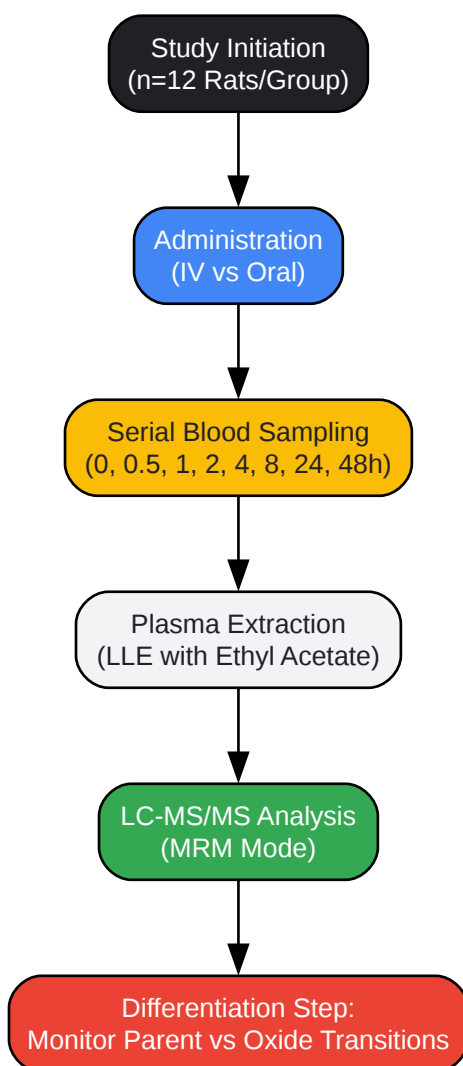 Study Initiation
(n=12 Rats/Group)
Administration
(IV vs Oral)
Serial Blood Sampling
(0, 0.5, 1, 2, 4, 8, 24, 48h)
Plasma Extraction
(LLE with Ethyl Acetate)
LC-MS/MS Analysis
(MRM Mode)
Differentiation Step:
Monitor Parent vs Oxide Transitions